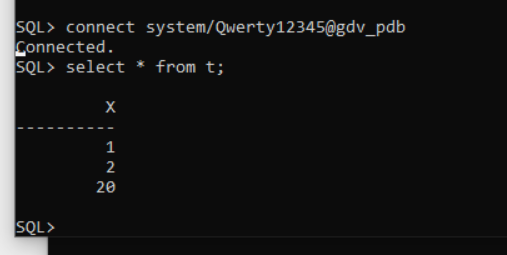 SQL> connect system/Qwerty12345@gdv_pdb
Connected.
SQL> select * from t;
X
----------
1
2
20
SQL>